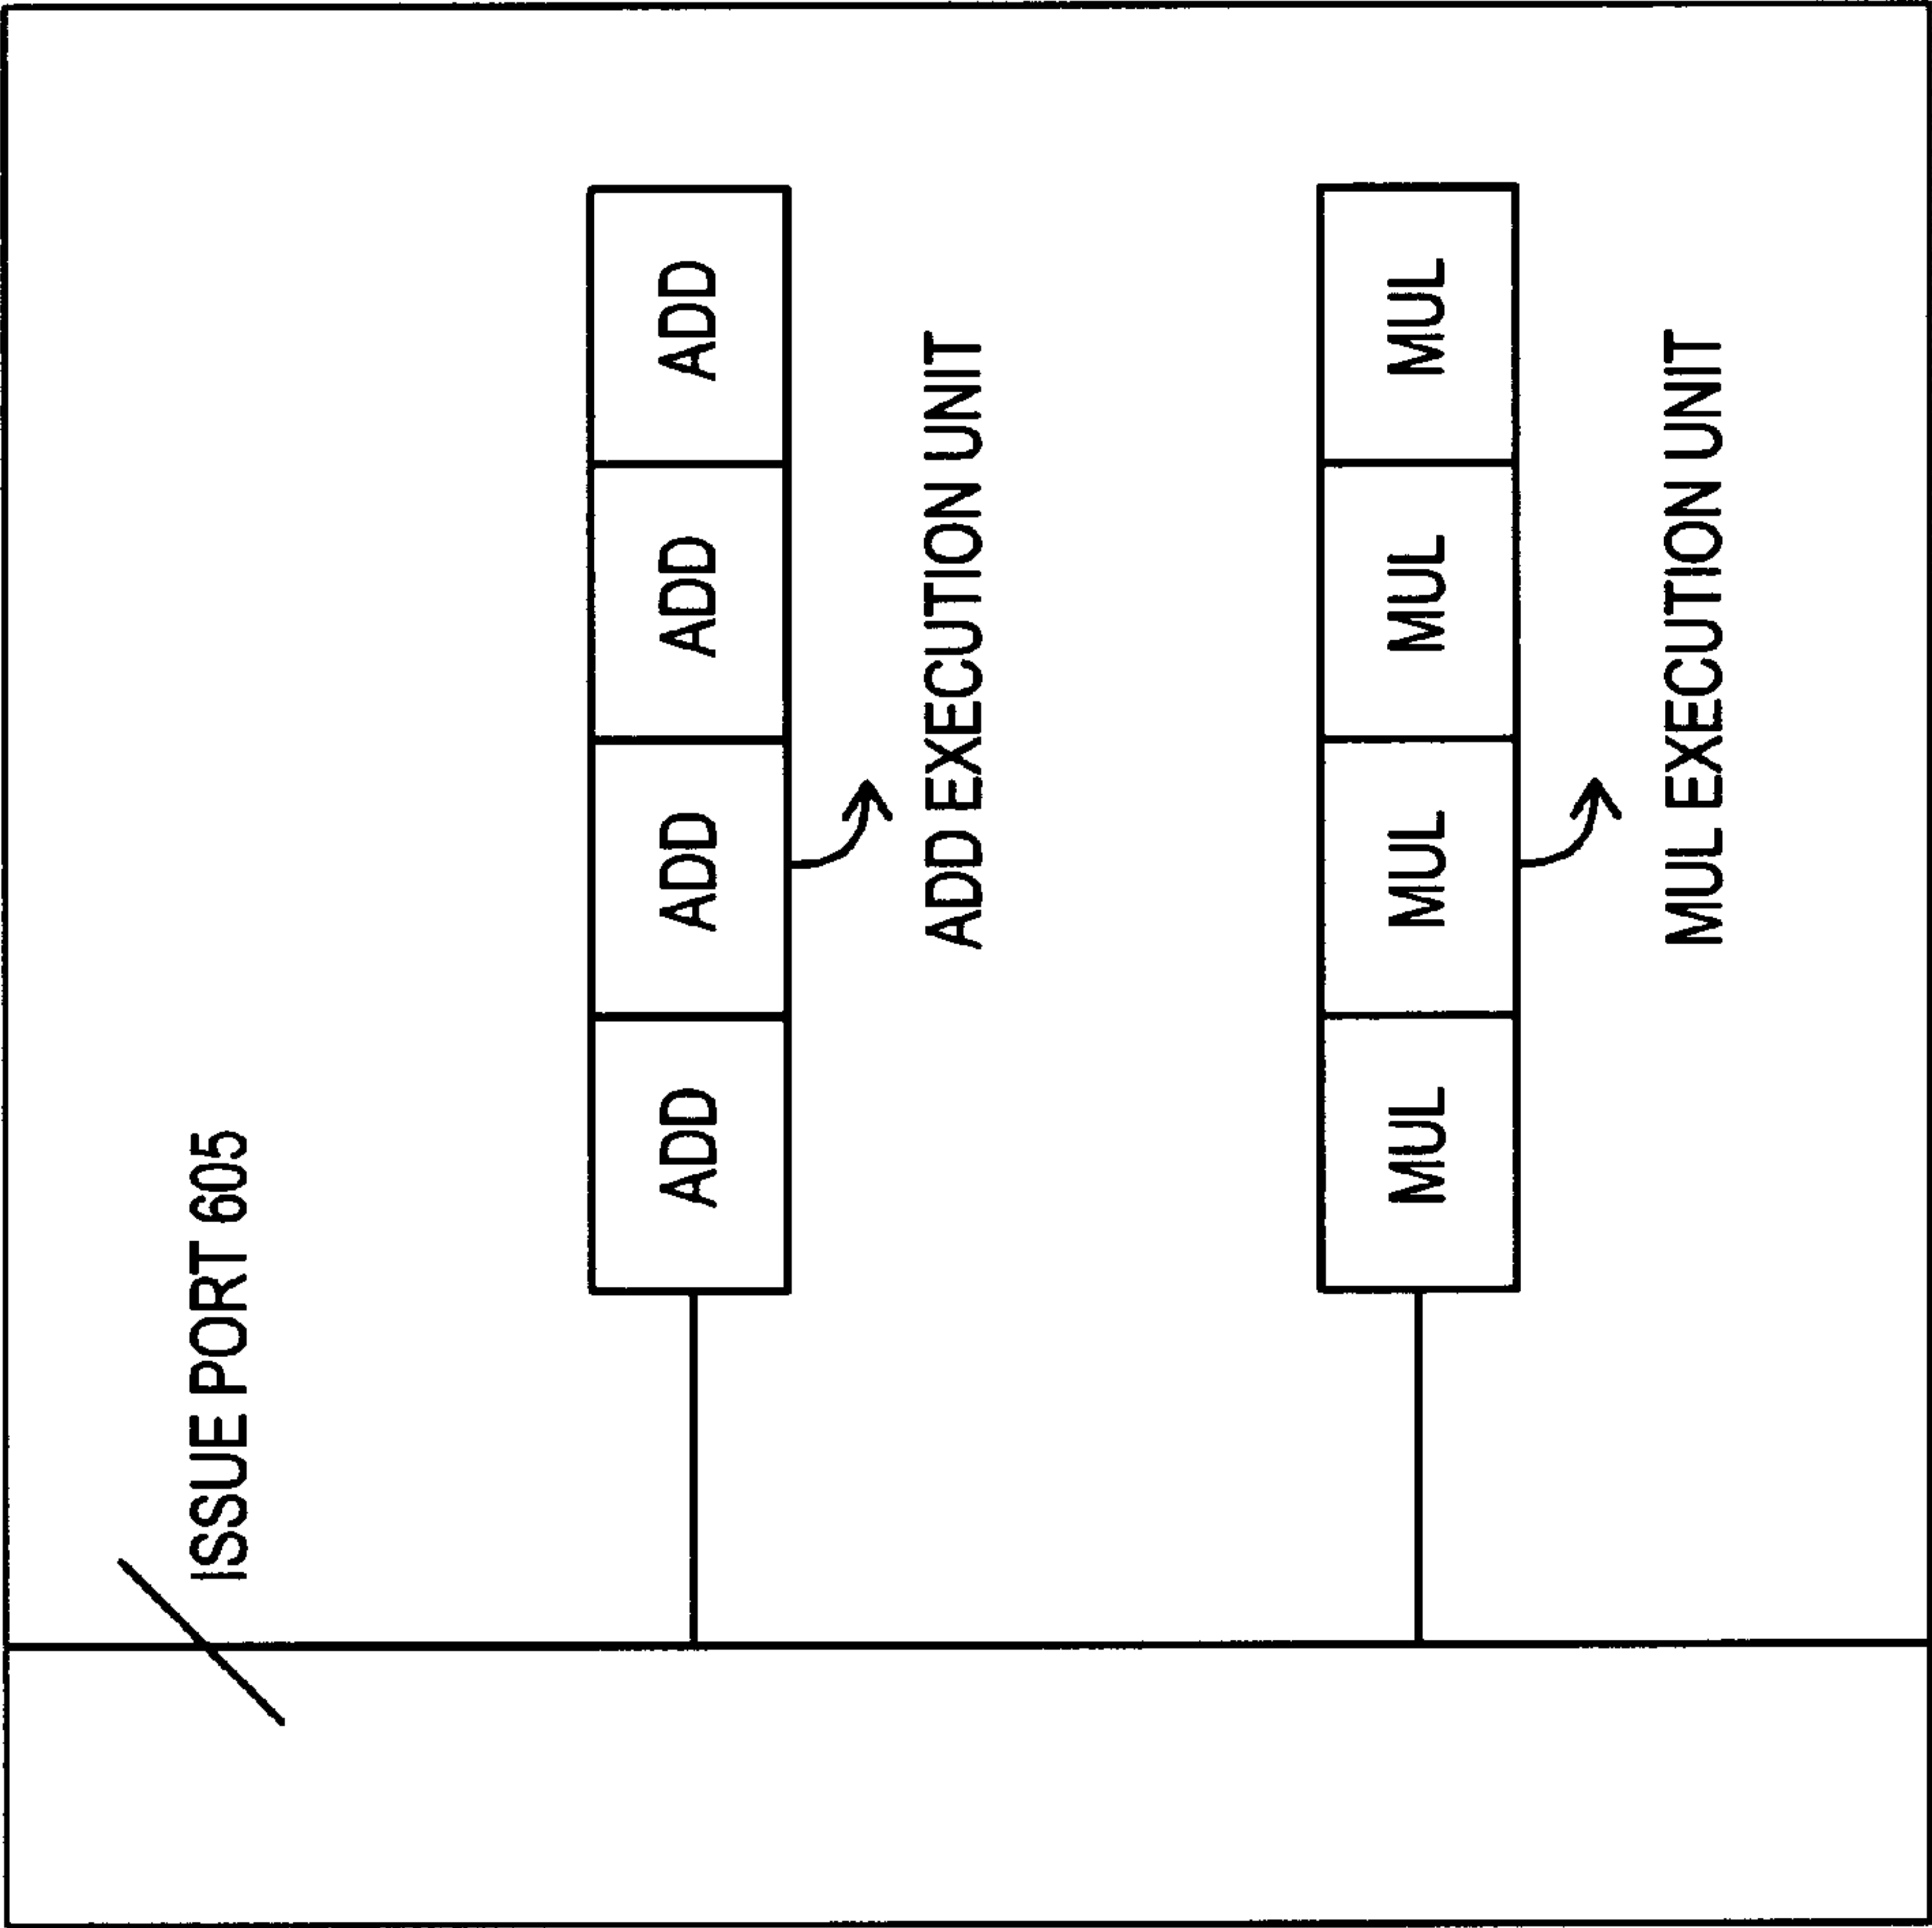 ISSUE PORT 605
ADD
ADD
ADD
ADD
ADD EXECUTION UNIT
MUL
MUL
MUL
MUL
MUL EXECUTION UNIT